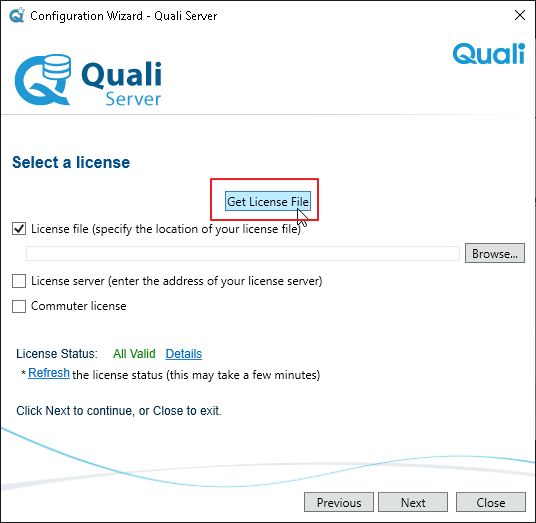 Configuration Wizard - Quali Server
Quali
Quali
Server
Select a license
Get License File
License file (specify the location of your license file)
Browse...
License server (enter the address of your license server)
Commuter license
License Status: All Valid Details
* Refresh the license status (this may take a few minutes)
Click Next to continue, or Close to exit.
Previous Next Close